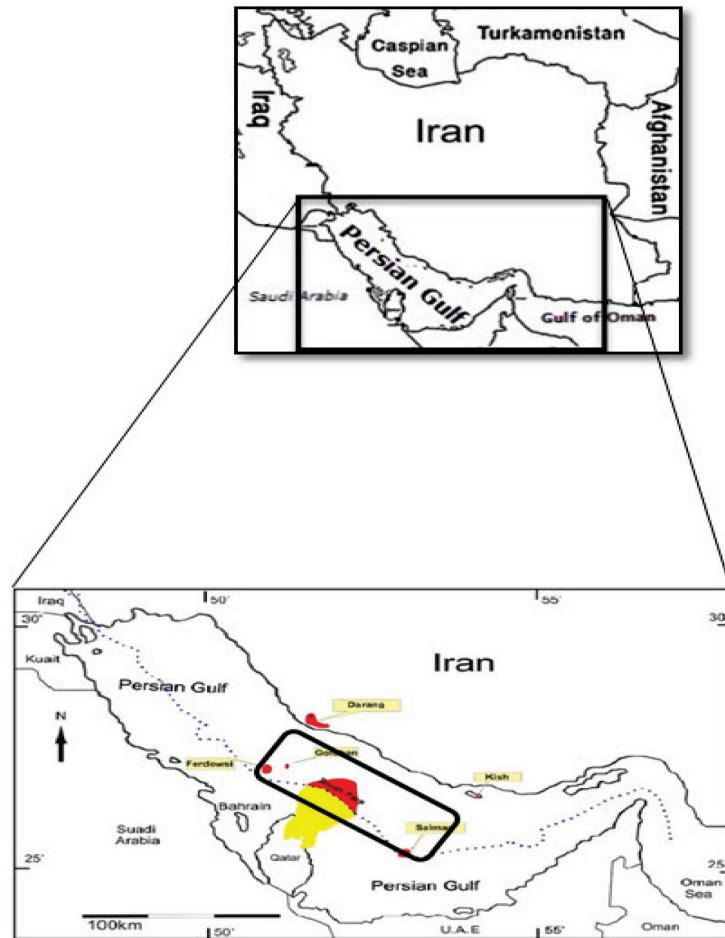 Caspian
Sea
Turkamenistan
Iraq
Iran
Afghanistan
Persian Gulf
Saudi Arabia
Gulf of Oman
Iraq
50'
55'
30'
30
Kuait
Iran
Persian Gulf
Darang
N
Ferdowsi
Kish
Bahrain
Salman
Suadi
Arabia
25'
Qatar
25
Oman
Sea
Persian Gulf
100km
50'
U.A.E
55'
Oman